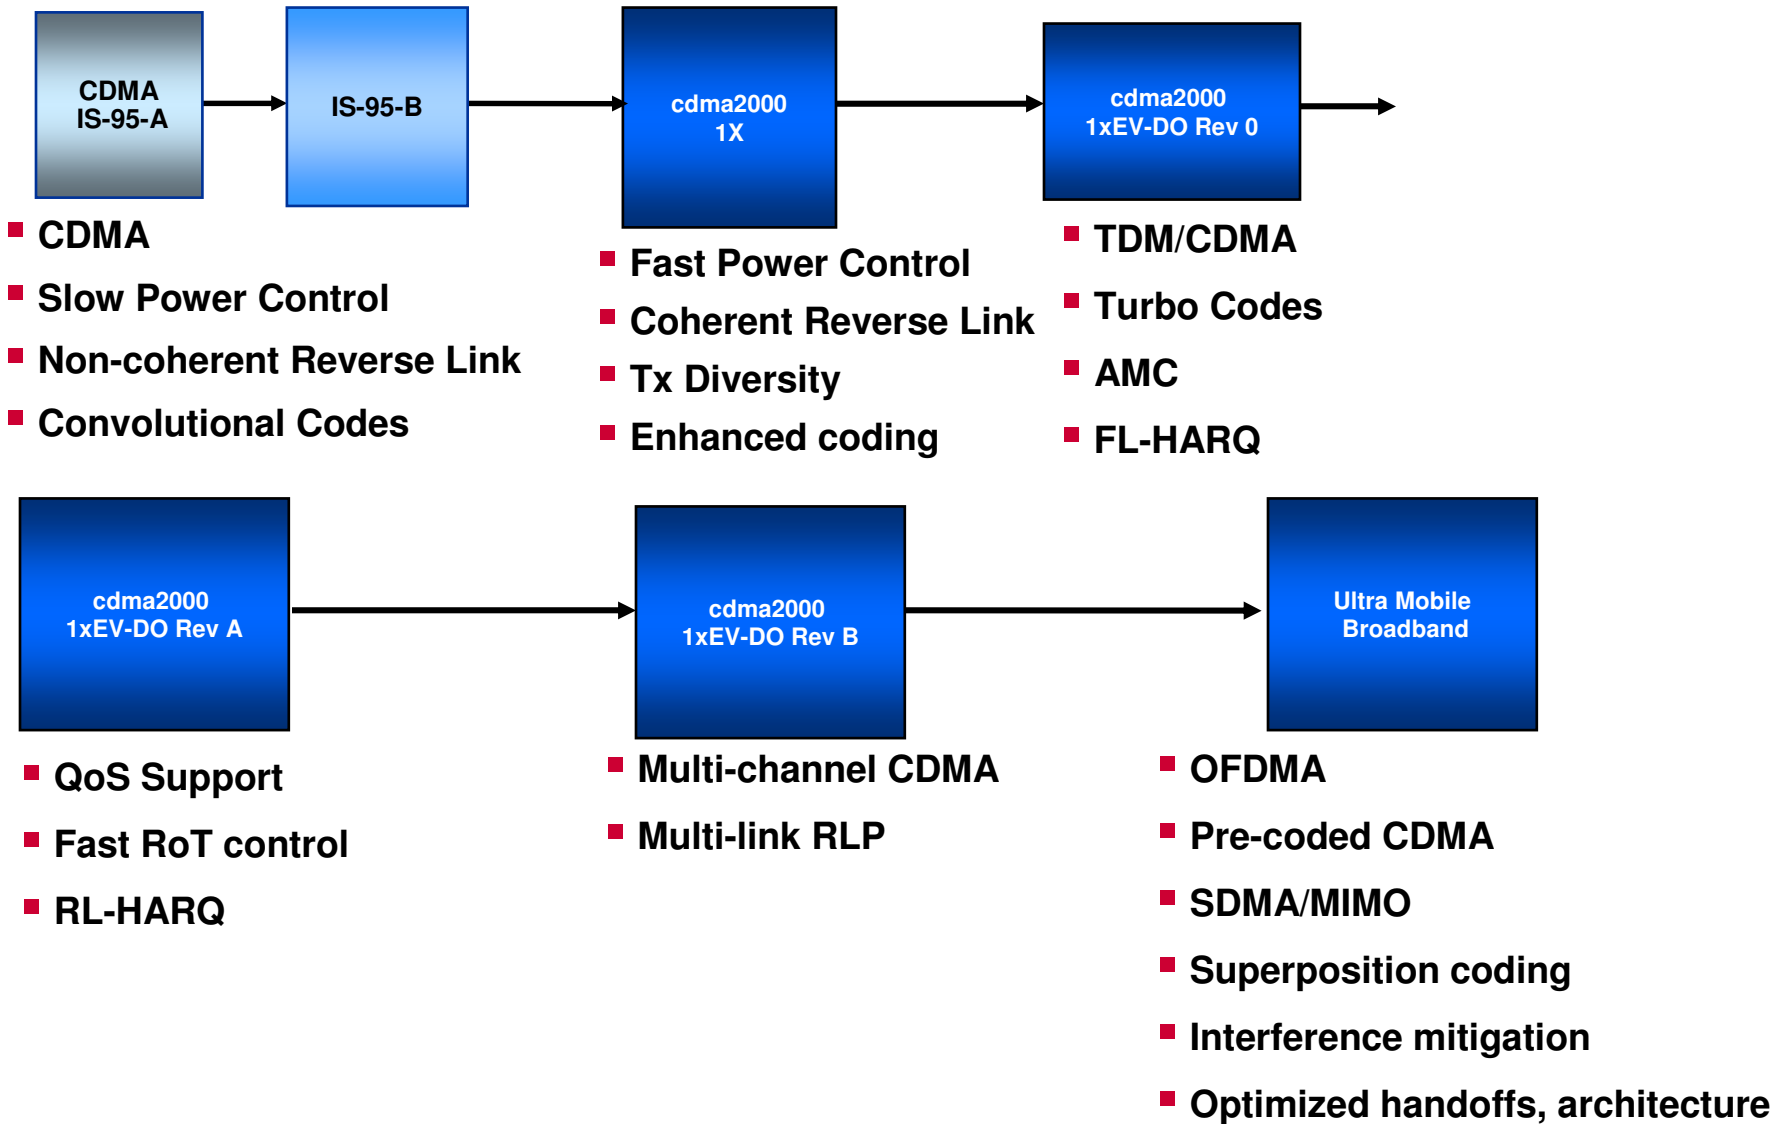 CDMA
IS-95-A
IS-95-B
cdma2000
1X
cdma2000
1xEV-DO Rev 0
CDMA
Slow Power Control
Non-coherent Reverse Link
Convolutional Codes
Fast Power Control
Coherent Reverse Link
Tx Diversity
Enhanced coding
TDM/CDMA
Turbo Codes
AMC
FL-HARQ
cdma2000
1xEV-DO Rev A
cdma2000
1xEV-DO Rev B
Ultra Mobile
Broadband
QoS Support
Fast RoT control
RL-HARQ
Multi-channel CDMA
Multi-link RLP
OFDMA
Pre-coded CDMA
SDMA/MIMO
Superposition coding
Interference mitigation
Optimized handoffs, architecture